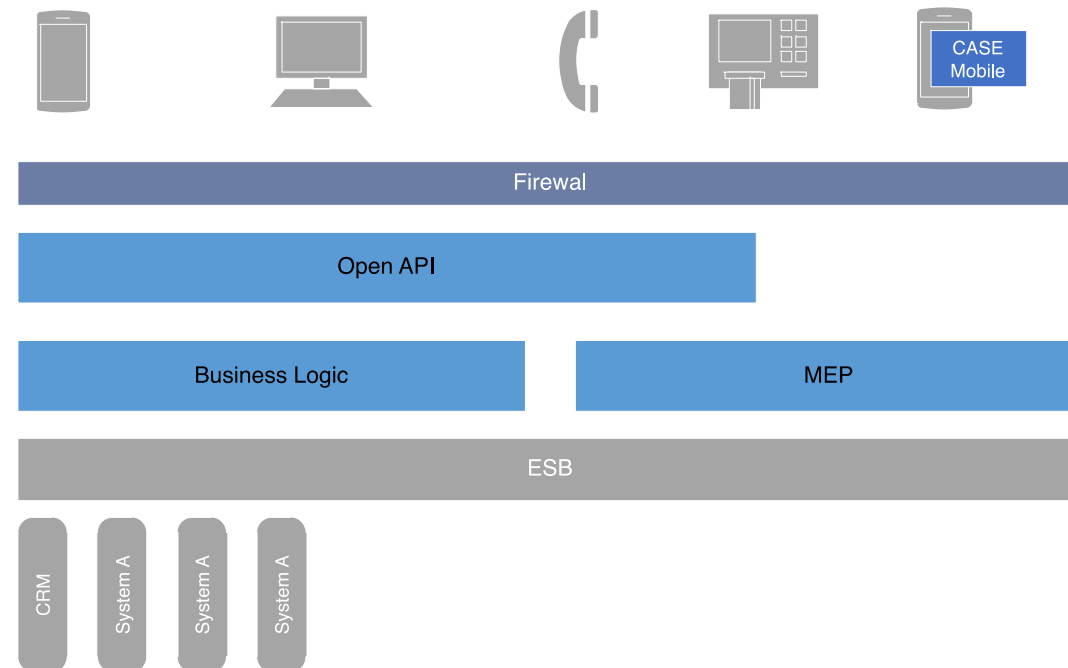 CASE
Mobile
Firewal
Open API
Business Logic
MEP
ESB
CRM
System A
System A
System A